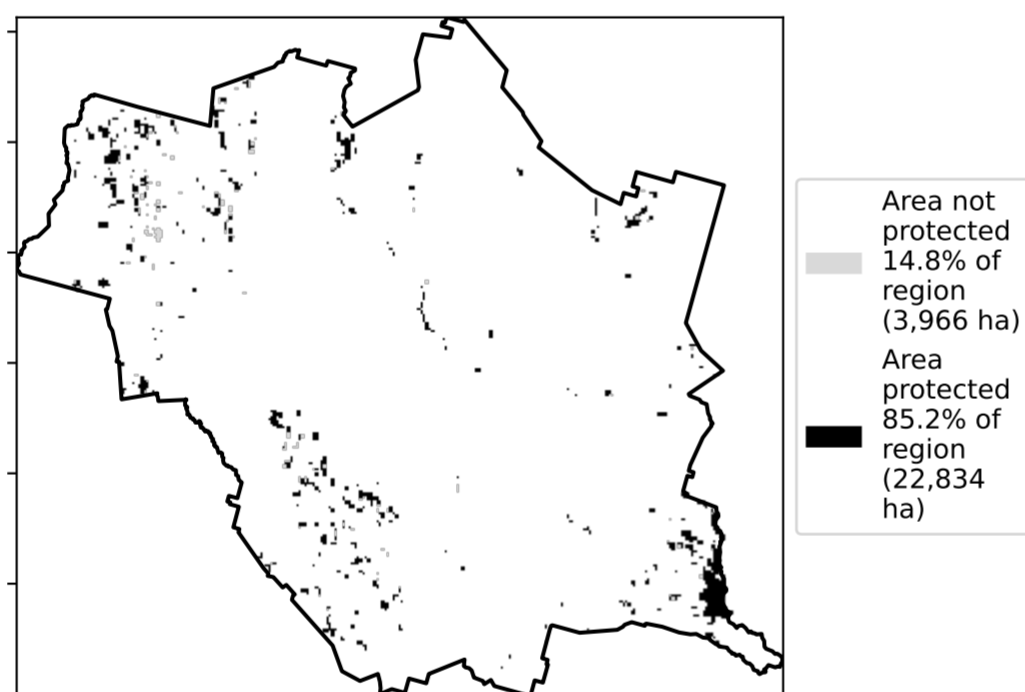 Area not
protected
14.8% of
region
(3,966 ha)
Area
protected
85.2% of
region
(22,834
ha)